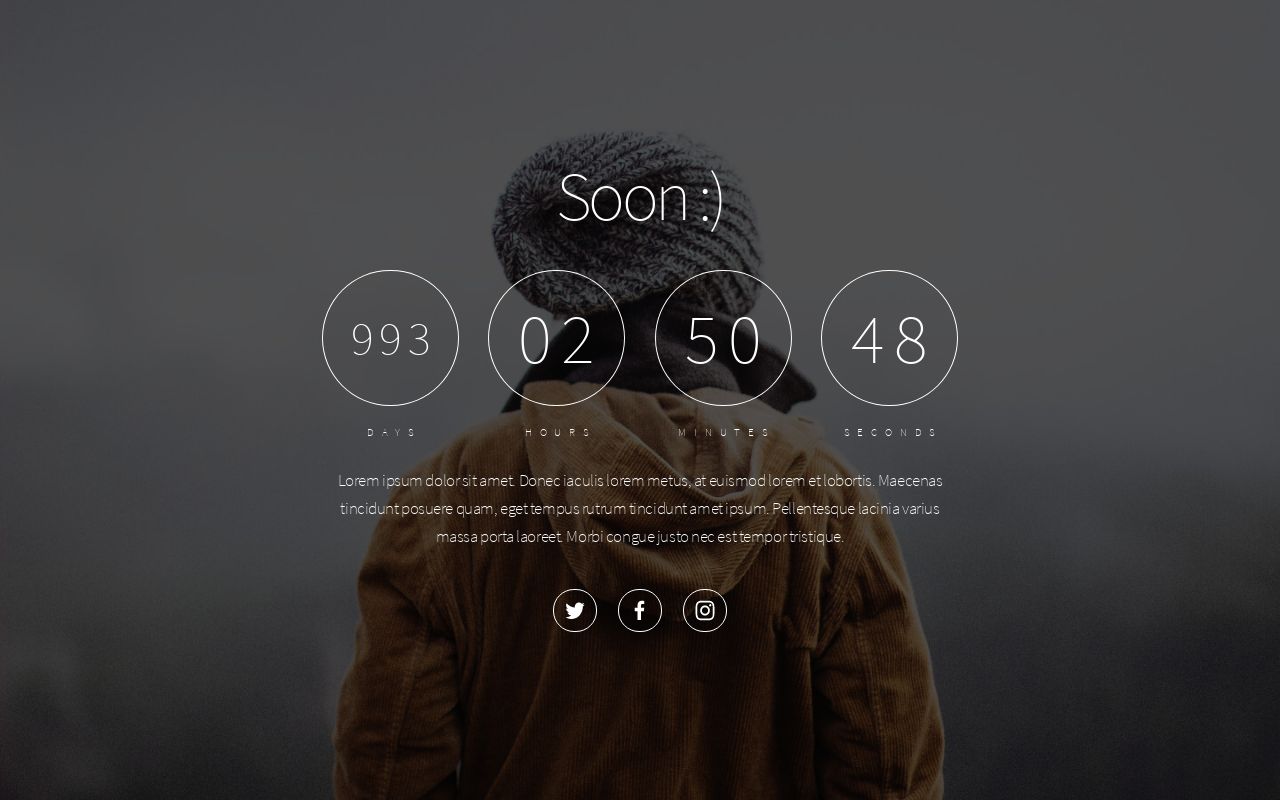 Soon :)
993 02 50 48
DAYS HOURS MINUTES SECONDS
Lorem ipsum dolor sit amet. Donec iaculis lorem metus, at euismod lorem et lobortis. Maecenas
tincidunt posuere quam, eget tempus rutrum tincidunt amet ipsum. Pellentesque lacinia varius
massa porta laoreet. Morbi congue justo nec est tempor tristique.